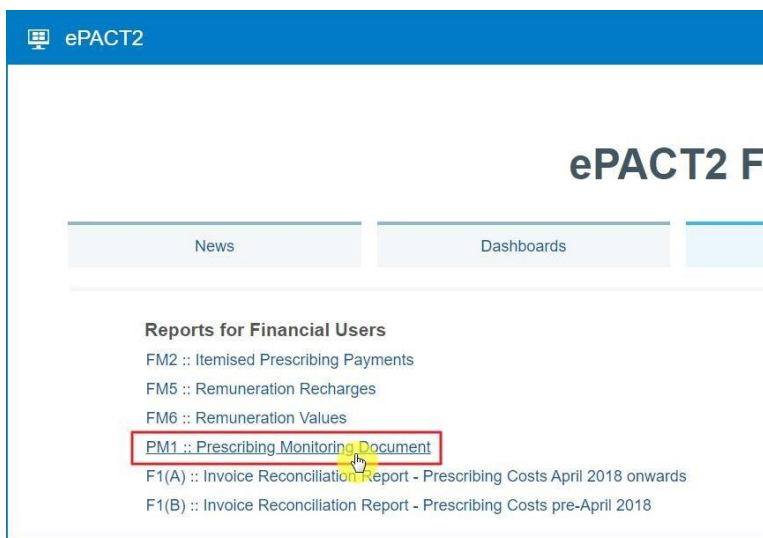 ePACT2
ePACT2 F
News Dashboards
Reports for Financial Users
FM2 :: Itemised Prescribing Payments
FM5 :: Remuneration Recharges
FM6 :: Remuneration Values
PM1 :: Prescribing Monitoring Document
F1(A) :: Invoice Reconciliation Report - Prescribing Costs April 2018 onwards
F1(B) :: Invoice Reconciliation Report - Prescribing Costs pre-April 2018